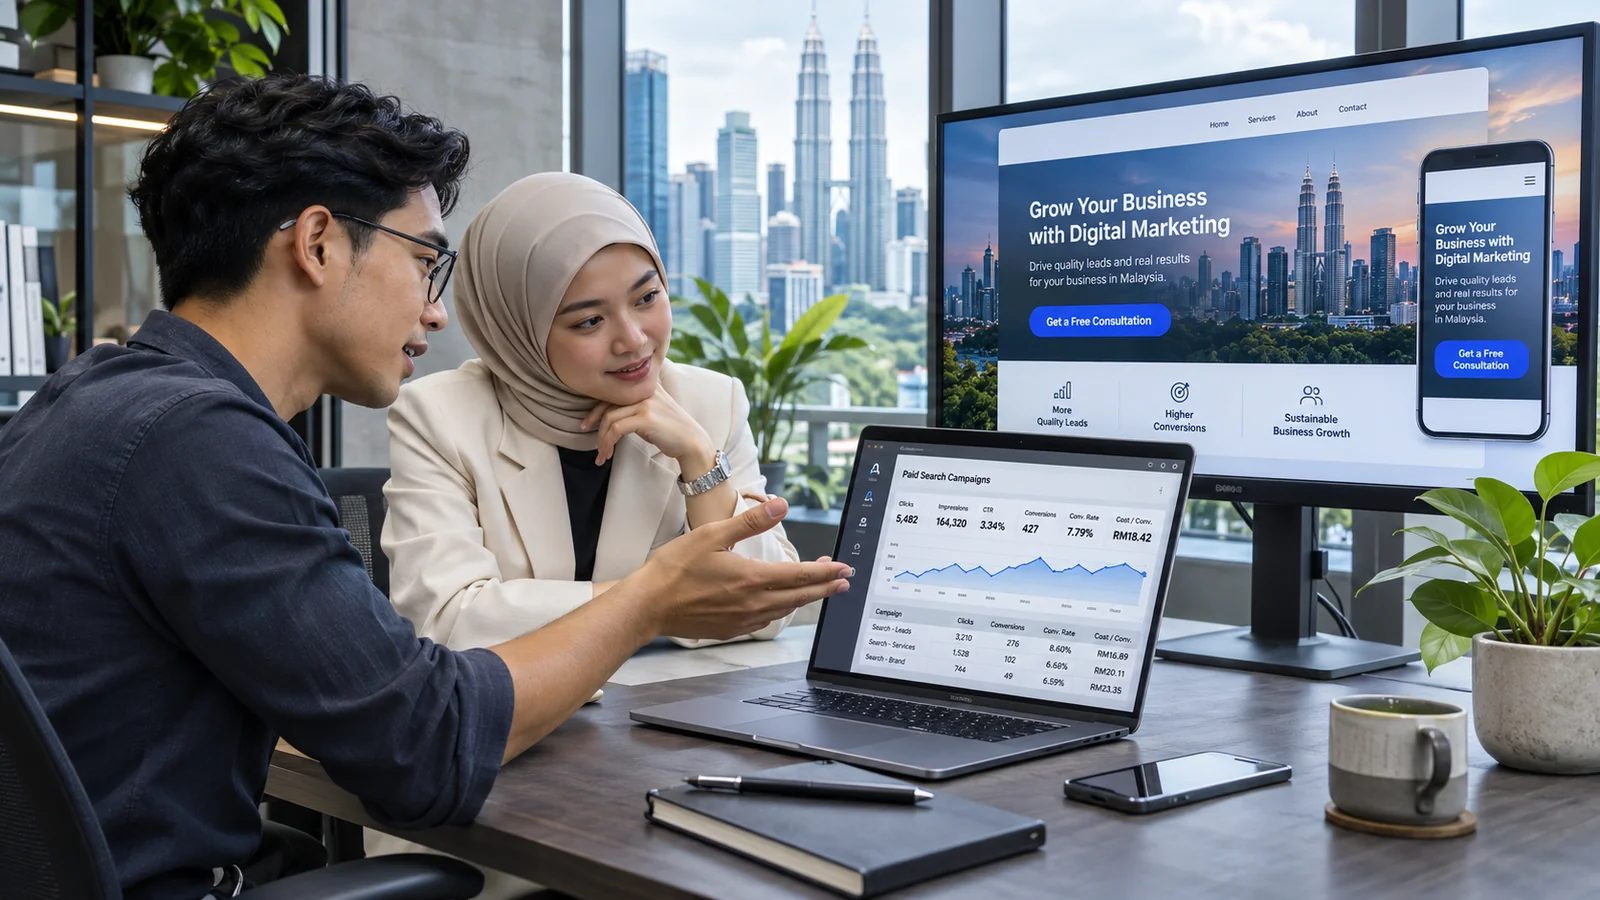 Home Services About Contact
Grow Your Business
with Digital Marketing
Drive quality leads and real results
for your business in Malaysia.
Get a Free Consultation
More
Quality Leads
Higher
Conversions
Sustainable
Business Growth
Grow Your
Business with
Digital Marketing
Drive quality leads
and real results for
your business
in Malaysia.
Get a Free
Consultation
Paid Search Campaigns
Clicks Impressions CTR Conversions Conv. Rate Cost / Conv.
5,482 164,320 3.34% 427 7.79% RM18.42
Campaign Clicks Conversions Conv. Rate Cost / Conv.
Search - Leads 3,210 276 8.60% RM16.89
Search - Services 1,528 102 6.68% RM20.11
Search - Brand 744 49 6.59% RM23.35